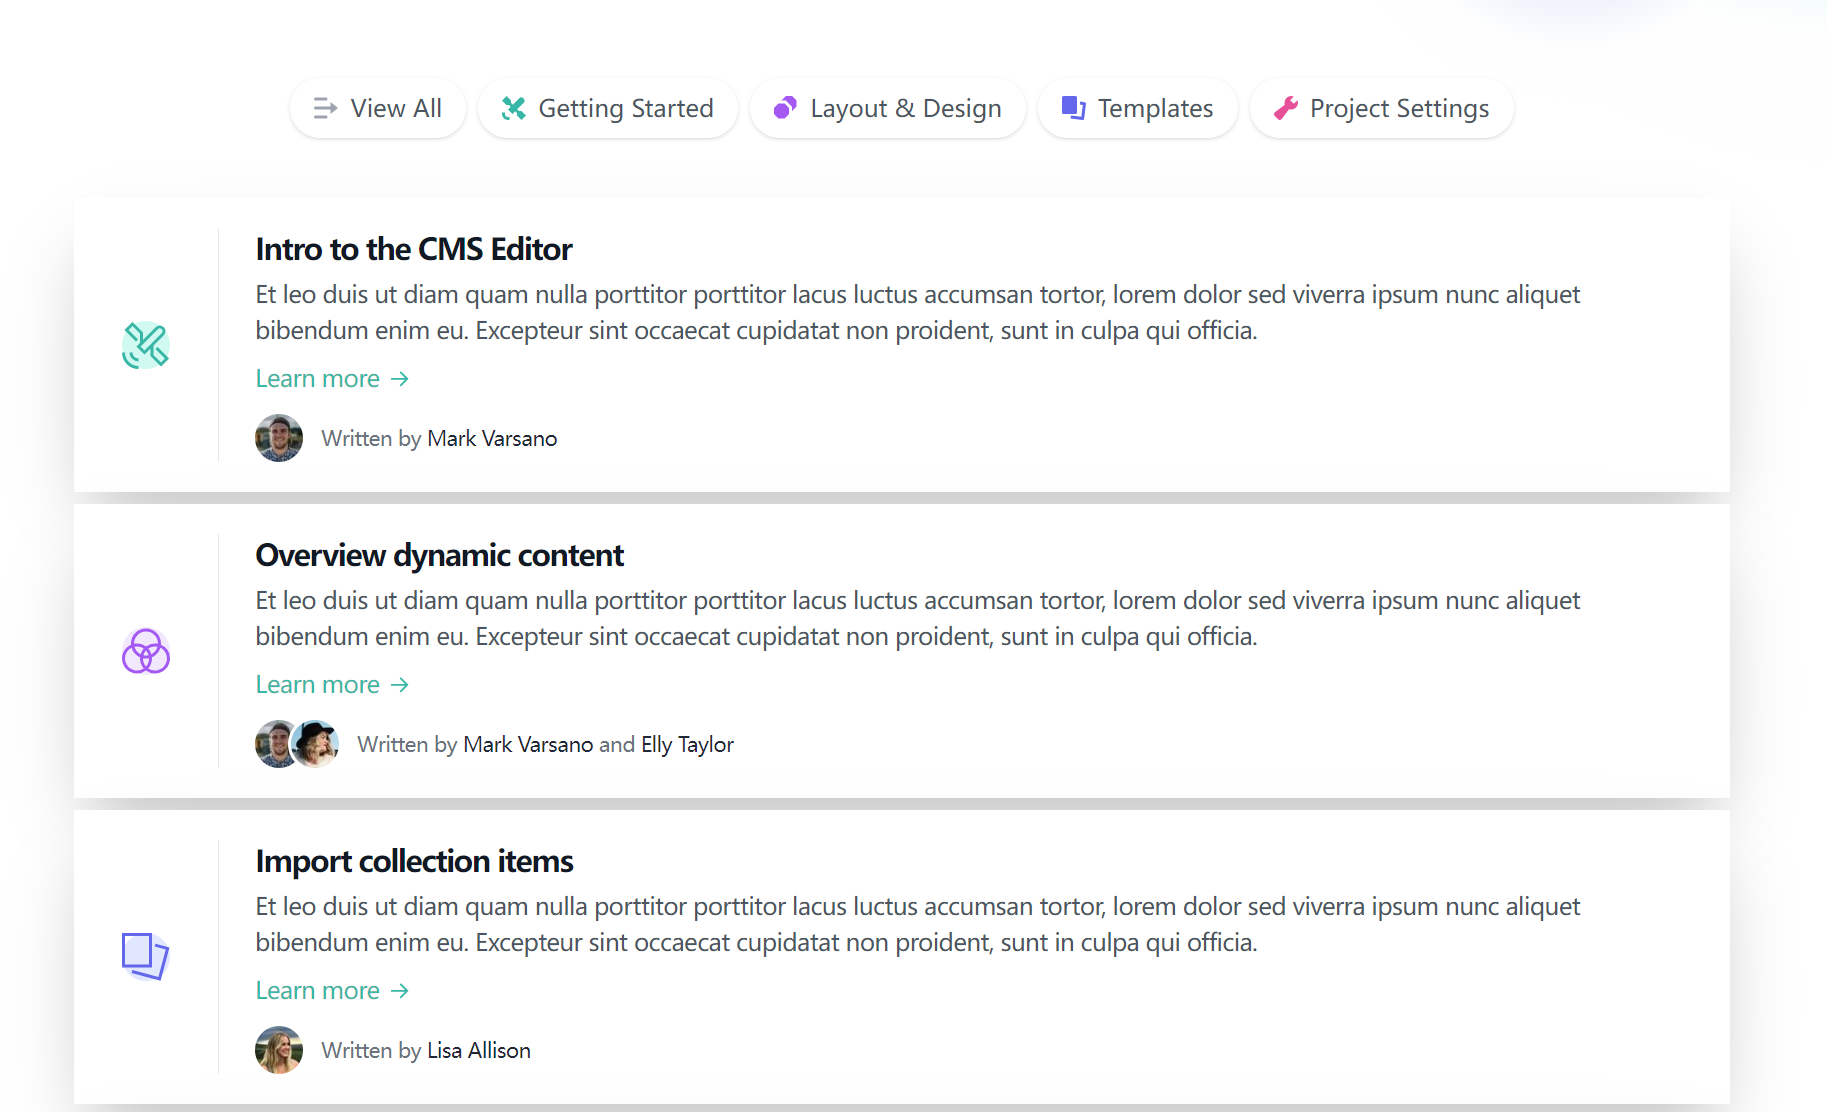 View All
Getting Started
Layout & Design
Templates
Project Settings
Intro to the CMS Editor
Et leo duis ut diam quam nulla porttitor porttitor lacus luctus accumsan tortor, lorem dolor sed viverra ipsum nunc aliquet
bibendum enim eu. Excepteur sint occaecat cupidatat non proident, sunt in culpa qui officia.
Learn more →
Written by Mark Varsano
Overview dynamic content
Et leo duis ut diam quam nulla porttitor porttitor lacus luctus accumsan tortor, lorem dolor sed viverra ipsum nunc aliquet
bibendum enim eu. Excepteur sint occaecat cupidatat non proident, sunt in culpa qui officia.
Learn more →
Written by Mark Varsano and Elly Taylor
Import collection items
Et leo duis ut diam quam nulla porttitor porttitor lacus luctus accumsan tortor, lorem dolor sed viverra ipsum nunc aliquet
bibendum enim eu. Excepteur sint occaecat cupidatat non proident, sunt in culpa qui officia.
Learn more →
Written by Lisa Allison